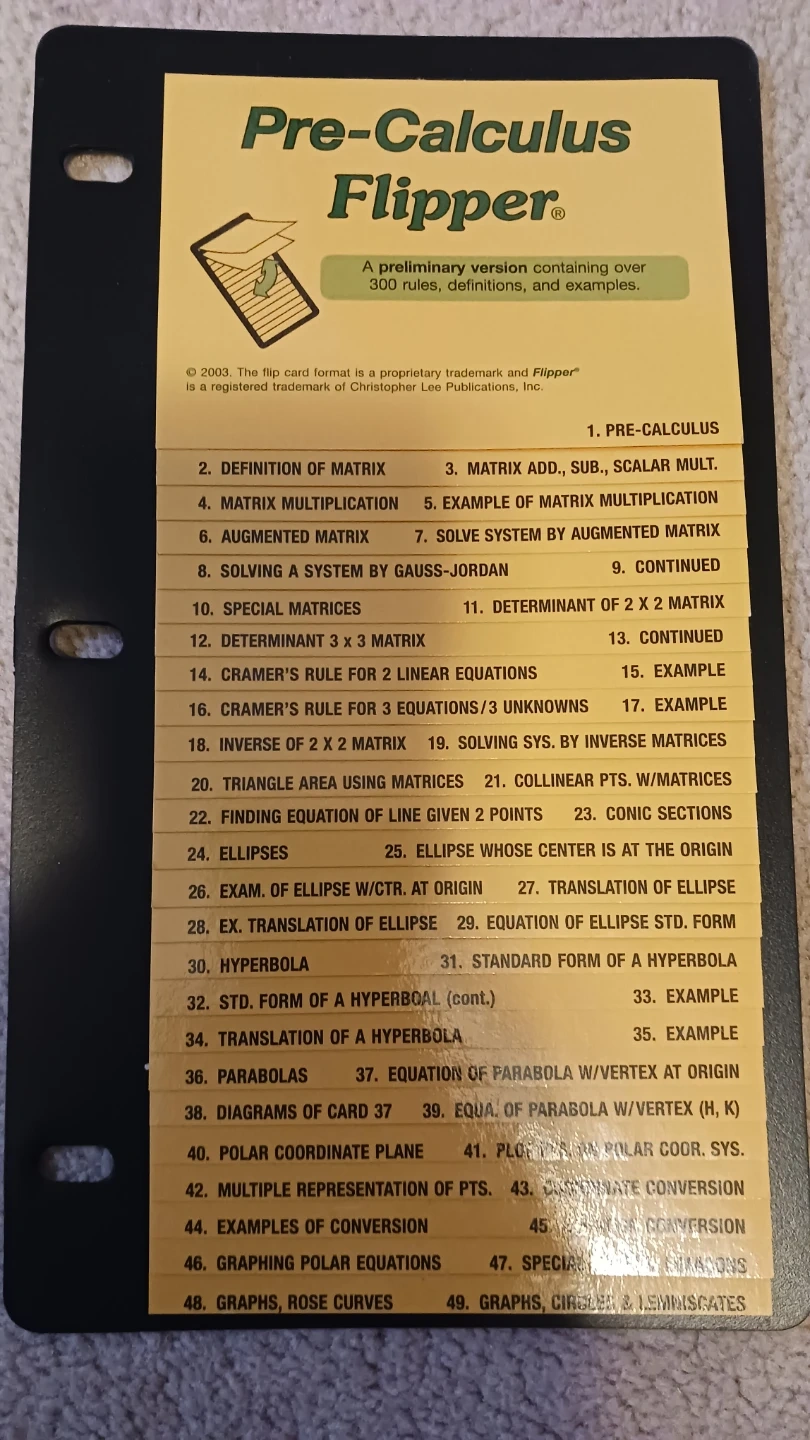 Pre-Calculus
Flipper®
A preliminary version containing over
300 rules, definitions, and examples.
© 2003. The flip card format is a proprietary trademark and Flipper®
is a registered trademark of Christopher Lee Publications, Inc.
1. PRE-CALCULUS
2. DEFINITION OF MATRIX 3. MATRIX ADD., SUB., SCALAR MULT.
4. MATRIX MULTIPLICATION 5. EXAMPLE OF MATRIX MULTIPLICATION
6. AUGMENTED MATRIX 7. SOLVE SYSTEM BY AUGMENTED MATRIX
8. SOLVING A SYSTEM BY GAUSS-JORDAN 9. CONTINUED
10. SPECIAL MATRICES 11. DETERMINANT OF 2 X 2 MATRIX
12. DETERMINANT 3 x 3 MATRIX 13. CONTINUED
14. CRAMER'S RULE FOR 2 LINEAR EQUATIONS 15. EXAMPLE
16. CRAMER'S RULE FOR 3 EQUATIONS/3 UNKNOWNS 17. EXAMPLE
18. INVERSE OF 2 X 2 MATRIX 19. SOLVING SYS. BY INVERSE MATRICES
20. TRIANGLE AREA USING MATRICES 21. COLLINEAR PTS. W/MATRICES
22. FINDING EQUATION OF LINE GIVEN 2 POINTS 23. CONIC SECTIONS
24. ELLIPSES 25. ELLIPSE WHOSE CENTER IS AT THE ORIGIN
26. EXAM. OF ELLIPSE W/CTR. AT ORIGIN 27. TRANSLATION OF ELLIPSE
28. EX. TRANSLATION OF ELLIPSE 29. EQUATION OF ELLIPSE STD. FORM
30. HYPERBOLA 31. STANDARD FORM OF A HYPERBOLA
32. STD. FORM OF A HYPERBOAL (cont.) 33. EXAMPLE
34. TRANSLATION OF A HYPERBOLA 35. EXAMPLE
36. PARABOLAS 37. EQUATION OF PARABOLA W/VERTEX AT ORIGIN
38. DIAGRAMS OF CARD 37 39. EQUA. OF PARABOLA W/VERTEX (H, K)
40. POLAR COORDINATE PLANE 41. POLAR COOR. SYS.
42. MULTIPLE REPRESENTATION OF PTS. 43. CONVERSION
44. EXAMPLES OF CONVERSION 45. CONVERSION
46. GRAPHING POLAR EQUATIONS 47.
48. GRAPHS, ROSE CURVES 49. GRAPHS, CIRCLES & LEMNISCATES